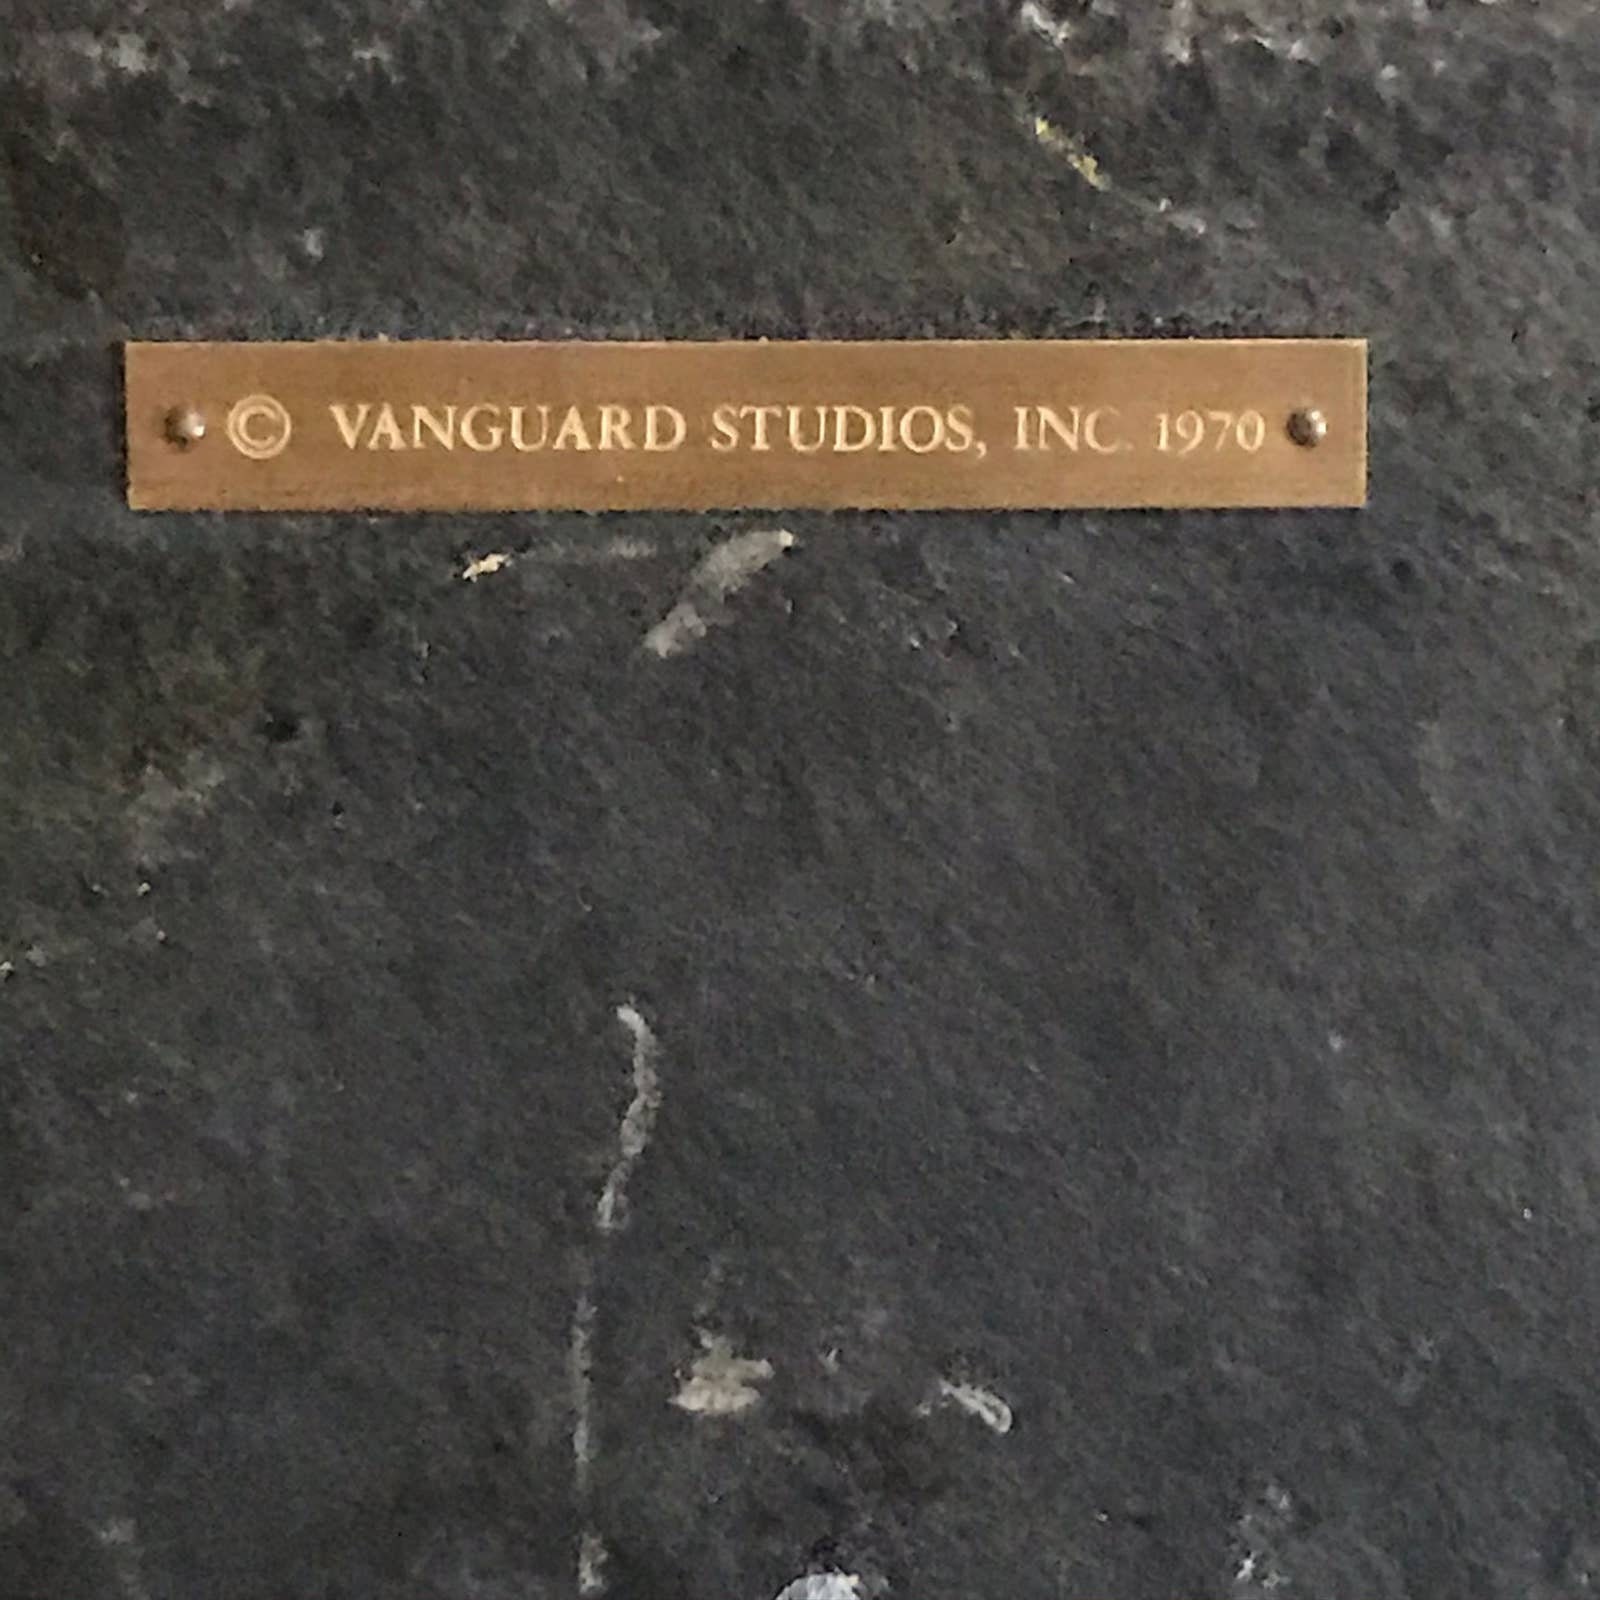 © VANGUARD STUDIOS, INC. 1970